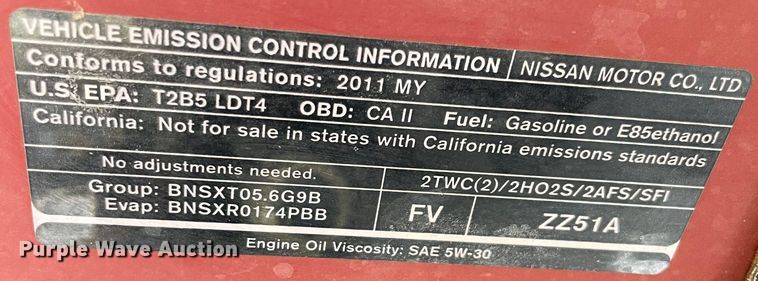 VEHICLE EMISSION CONTROL INFORMATION NISSAN MOTOR CO., LTD
Conforms to regulations: 2011 MY
U.S. EPA: T2B5 LDT4 OBD: CA II Fuel: Gasoline or E85ethanol
California: Not for sale in states with California emissions standards
No adjustments needed. 2TWC(2)/2HO2S/2AFS/SFI
Group: BNSXT05.6G9B
Evap: BNSXR0174PBB FV ZZ51A
Engine Oil Viscosity: SAE 5W-30
Purple Wave Auction